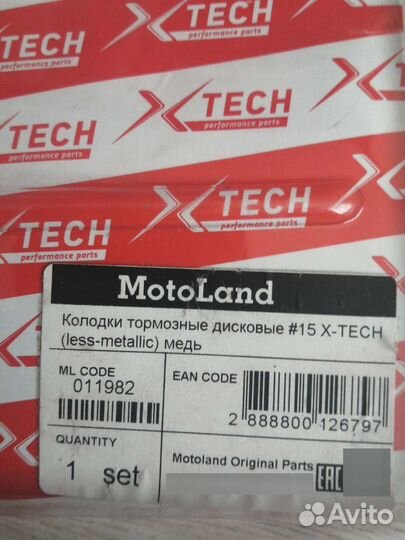 TECH
performance parts
X TECH
performance parts
X TECH
performance parts
X TECH
performance parts
X TECH
performance parts
MotoLand
Колодки тормозные дисковые #15 X-TECH
(less-metallic) медь
ML CODE
011982
EAN CODE
2 888800 126797
QUANTITY
1 set
Motoland Original Parts
EAC
Avito